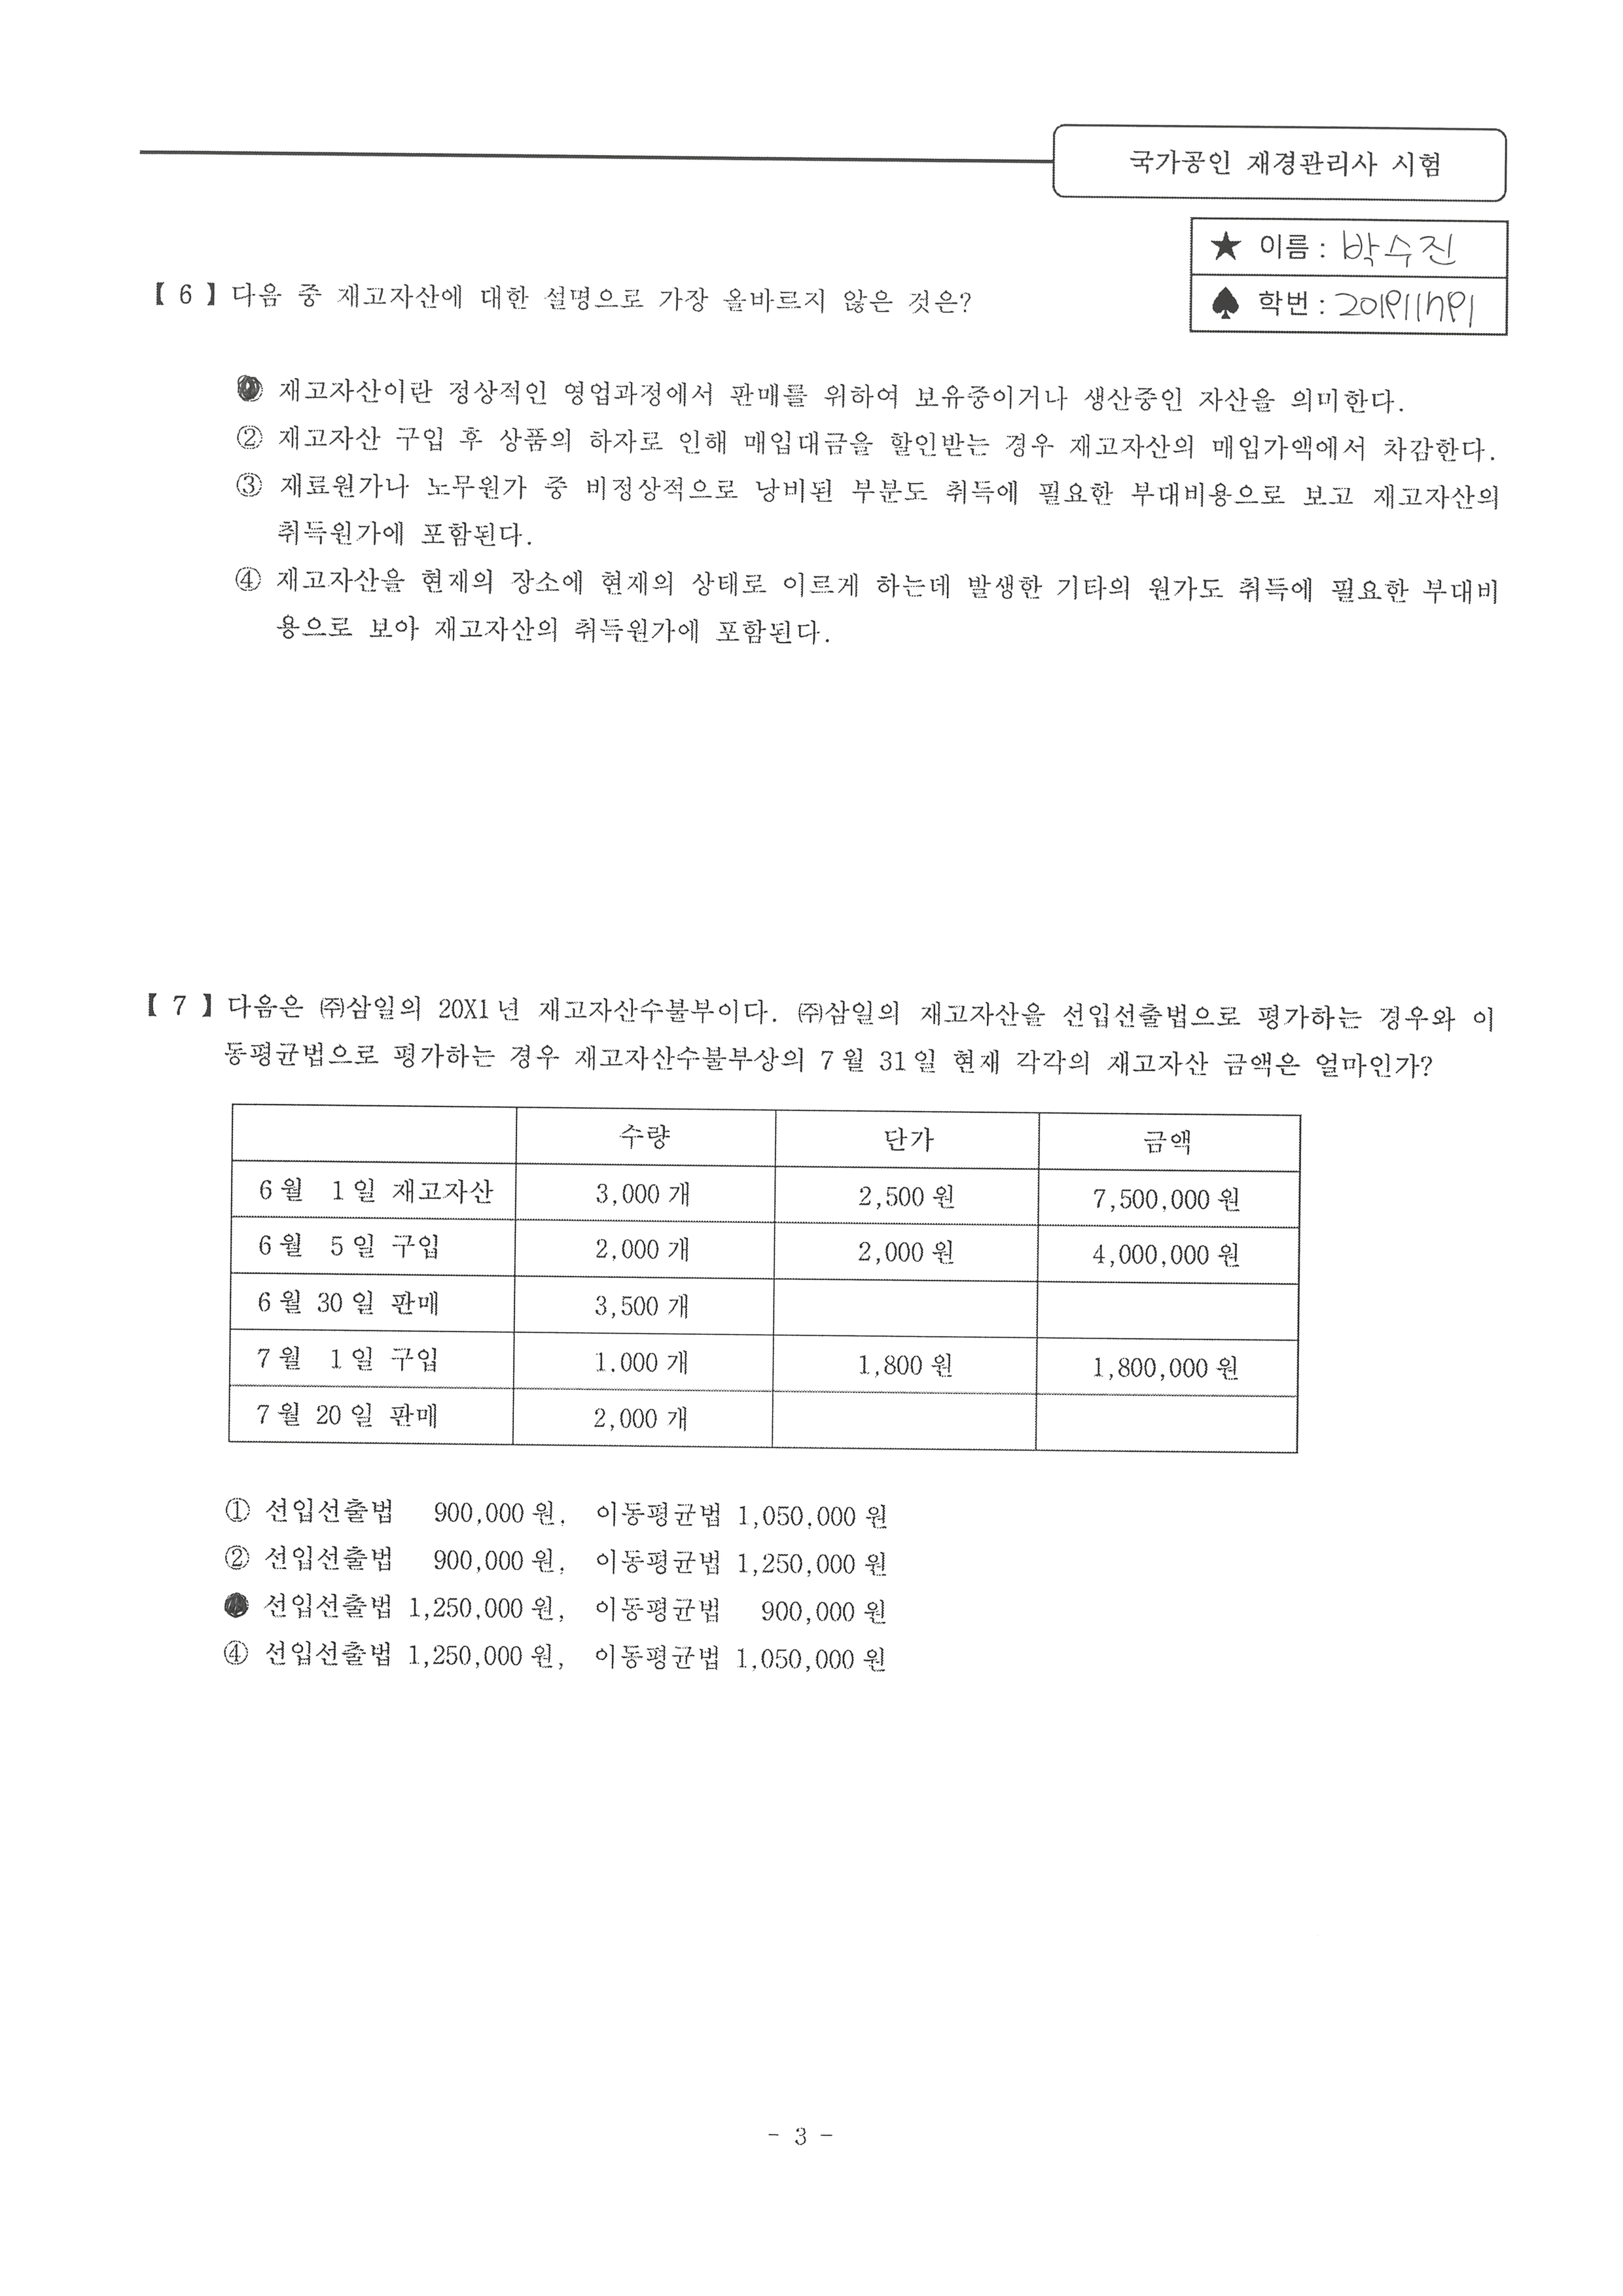 국가공인 재경관리사 시험
★ 이름 : 박수진
♠ 학번 :
【 6 】 다음 중 재고자산에 대한 설명으로 가장 올바르지 않은 것은?
재고자산이란 정상적인 영업과정에서 판매를 위하여 보유중이거나 생산중인 자산을 의미한다.
② 재고자산 구입 후 상품의 하자로 인해 매입대금을 할인받는 경우 재고자산의 매입가액에서 차감한다.
③ 재료원가나 노무원가 중 비정상적으로 낭비된 부분도 취득에 필요한 부대비용으로 보고 재고자산의
취득원가에 포함된다.
④ 재고자산을 현재의 장소에 현재의 상태로 이르게 하는데 발생한 기타의 원가도 취득에 필요한 부대비
용으로 보아 재고자산의 취득원가에 포함된다.
【 7 】 다음은 ㈜삼일의 20X1년 재고자산수불부이다. ㈜삼일의 재고자산을 선입선출법으로 평가하는 경우와 이
동평균법으로 평가하는 경우 재고자산수불부상의 7월 31일 현재 각각의 재고자산 금액은 얼마인가?
수량 단가 금액
6월 1일 재고자산 3,000개 2,500원 7,500,000원
6월 5일 구입 2,000개 2,000원 4,000,000원
6월 30일 판매 3,500개
7월 1일 구입 1,000개 1,800원 1,800,000원
7월 20일 판매 2,000개
① 선입선출법 900,000원, 이동평균법 1,050,000원
② 선입선출법 900,000원, 이동평균법 1,250,000원
선입선출법 1,250,000원, 이동평균법 900,000원
④ 선입선출법 1,250,000원, 이동평균법 1,050,000원
- 3 -